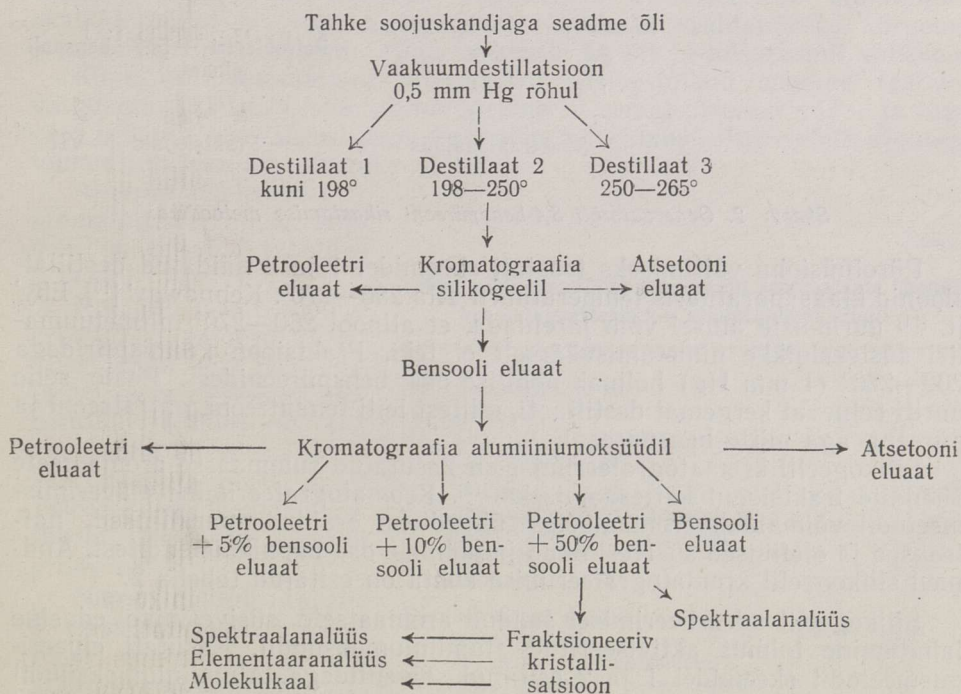 Tahke soojuskandjaga seadme õli
Vaakuumdestillatsioon
0,5 mm Hg rõhul
Destillaat 1
kuni 198°
Destillaat 2
198—250°
Destillaat 3
250—265°
Petrooleetri
eluaat
Kromatograafia
silikogeelil
Atsetooni
eluaat
Bensooli eluaat
Petrooleetri
eluaat
Kromatograafia alumiiniumoksüüdil
Atsetooni
eluaat
Petrooleetri
+ 5% bensooli
eluaat
Petrooleetri
+ 10% ben-
sooli eluaat
Petrooleetri
+ 50% ben-
sooli eluaat
Bensooli
eluaat
Spektraalanalüüs
Fraktsioneeriv
kristalli-
satsioon
Spektraalanalüüs
Elementaaranalüüs
Molekulkaal